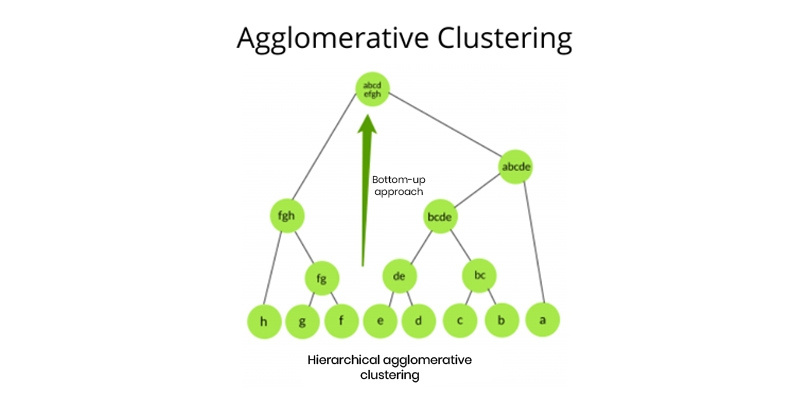 Agglomerative Clustering
abcd
efgh
abcde
Bottom-up
approach
fgh
bcde
fg
de
bc
h
g
f
e
d
c
b
a
Hierarchical agglomerative
clustering